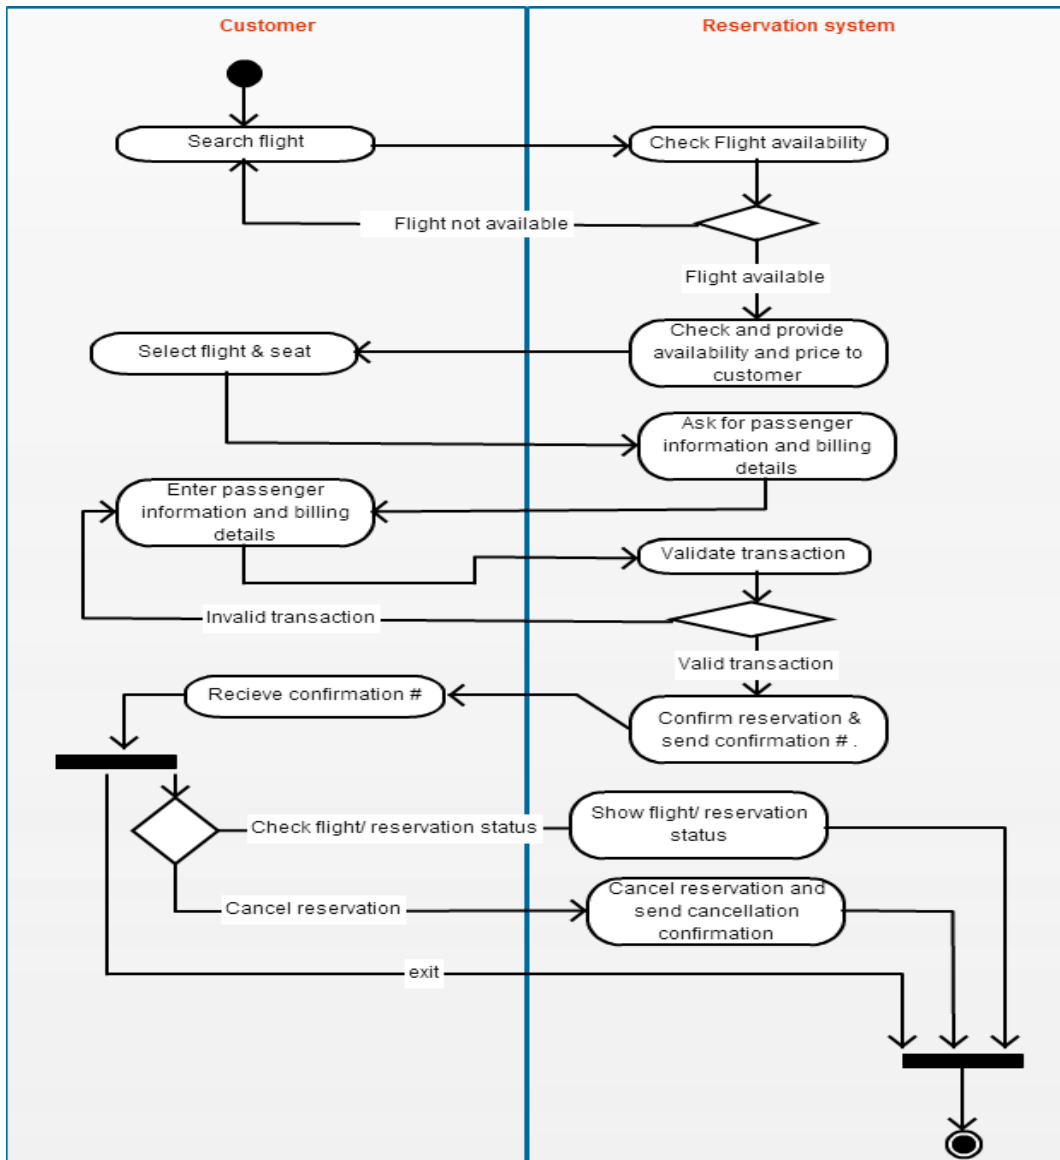 Customer
Reservation system
Search flight
Check Flight availability
Flight not available
Flight available
Select flight & seat
Check and provide
availability and price to
customer
Ask for passenger
information and billing
details
Enter passenger
information and billing
details
Validate transaction
Invalid transaction
Valid transaction
Recieve confirmation #
Confirm reservation &
send confirmation # .
Check flight/ reservation status
Show flight/ reservation
status
Cancel reservation
Cancel reservation and
send cancellation
confirmation
exit